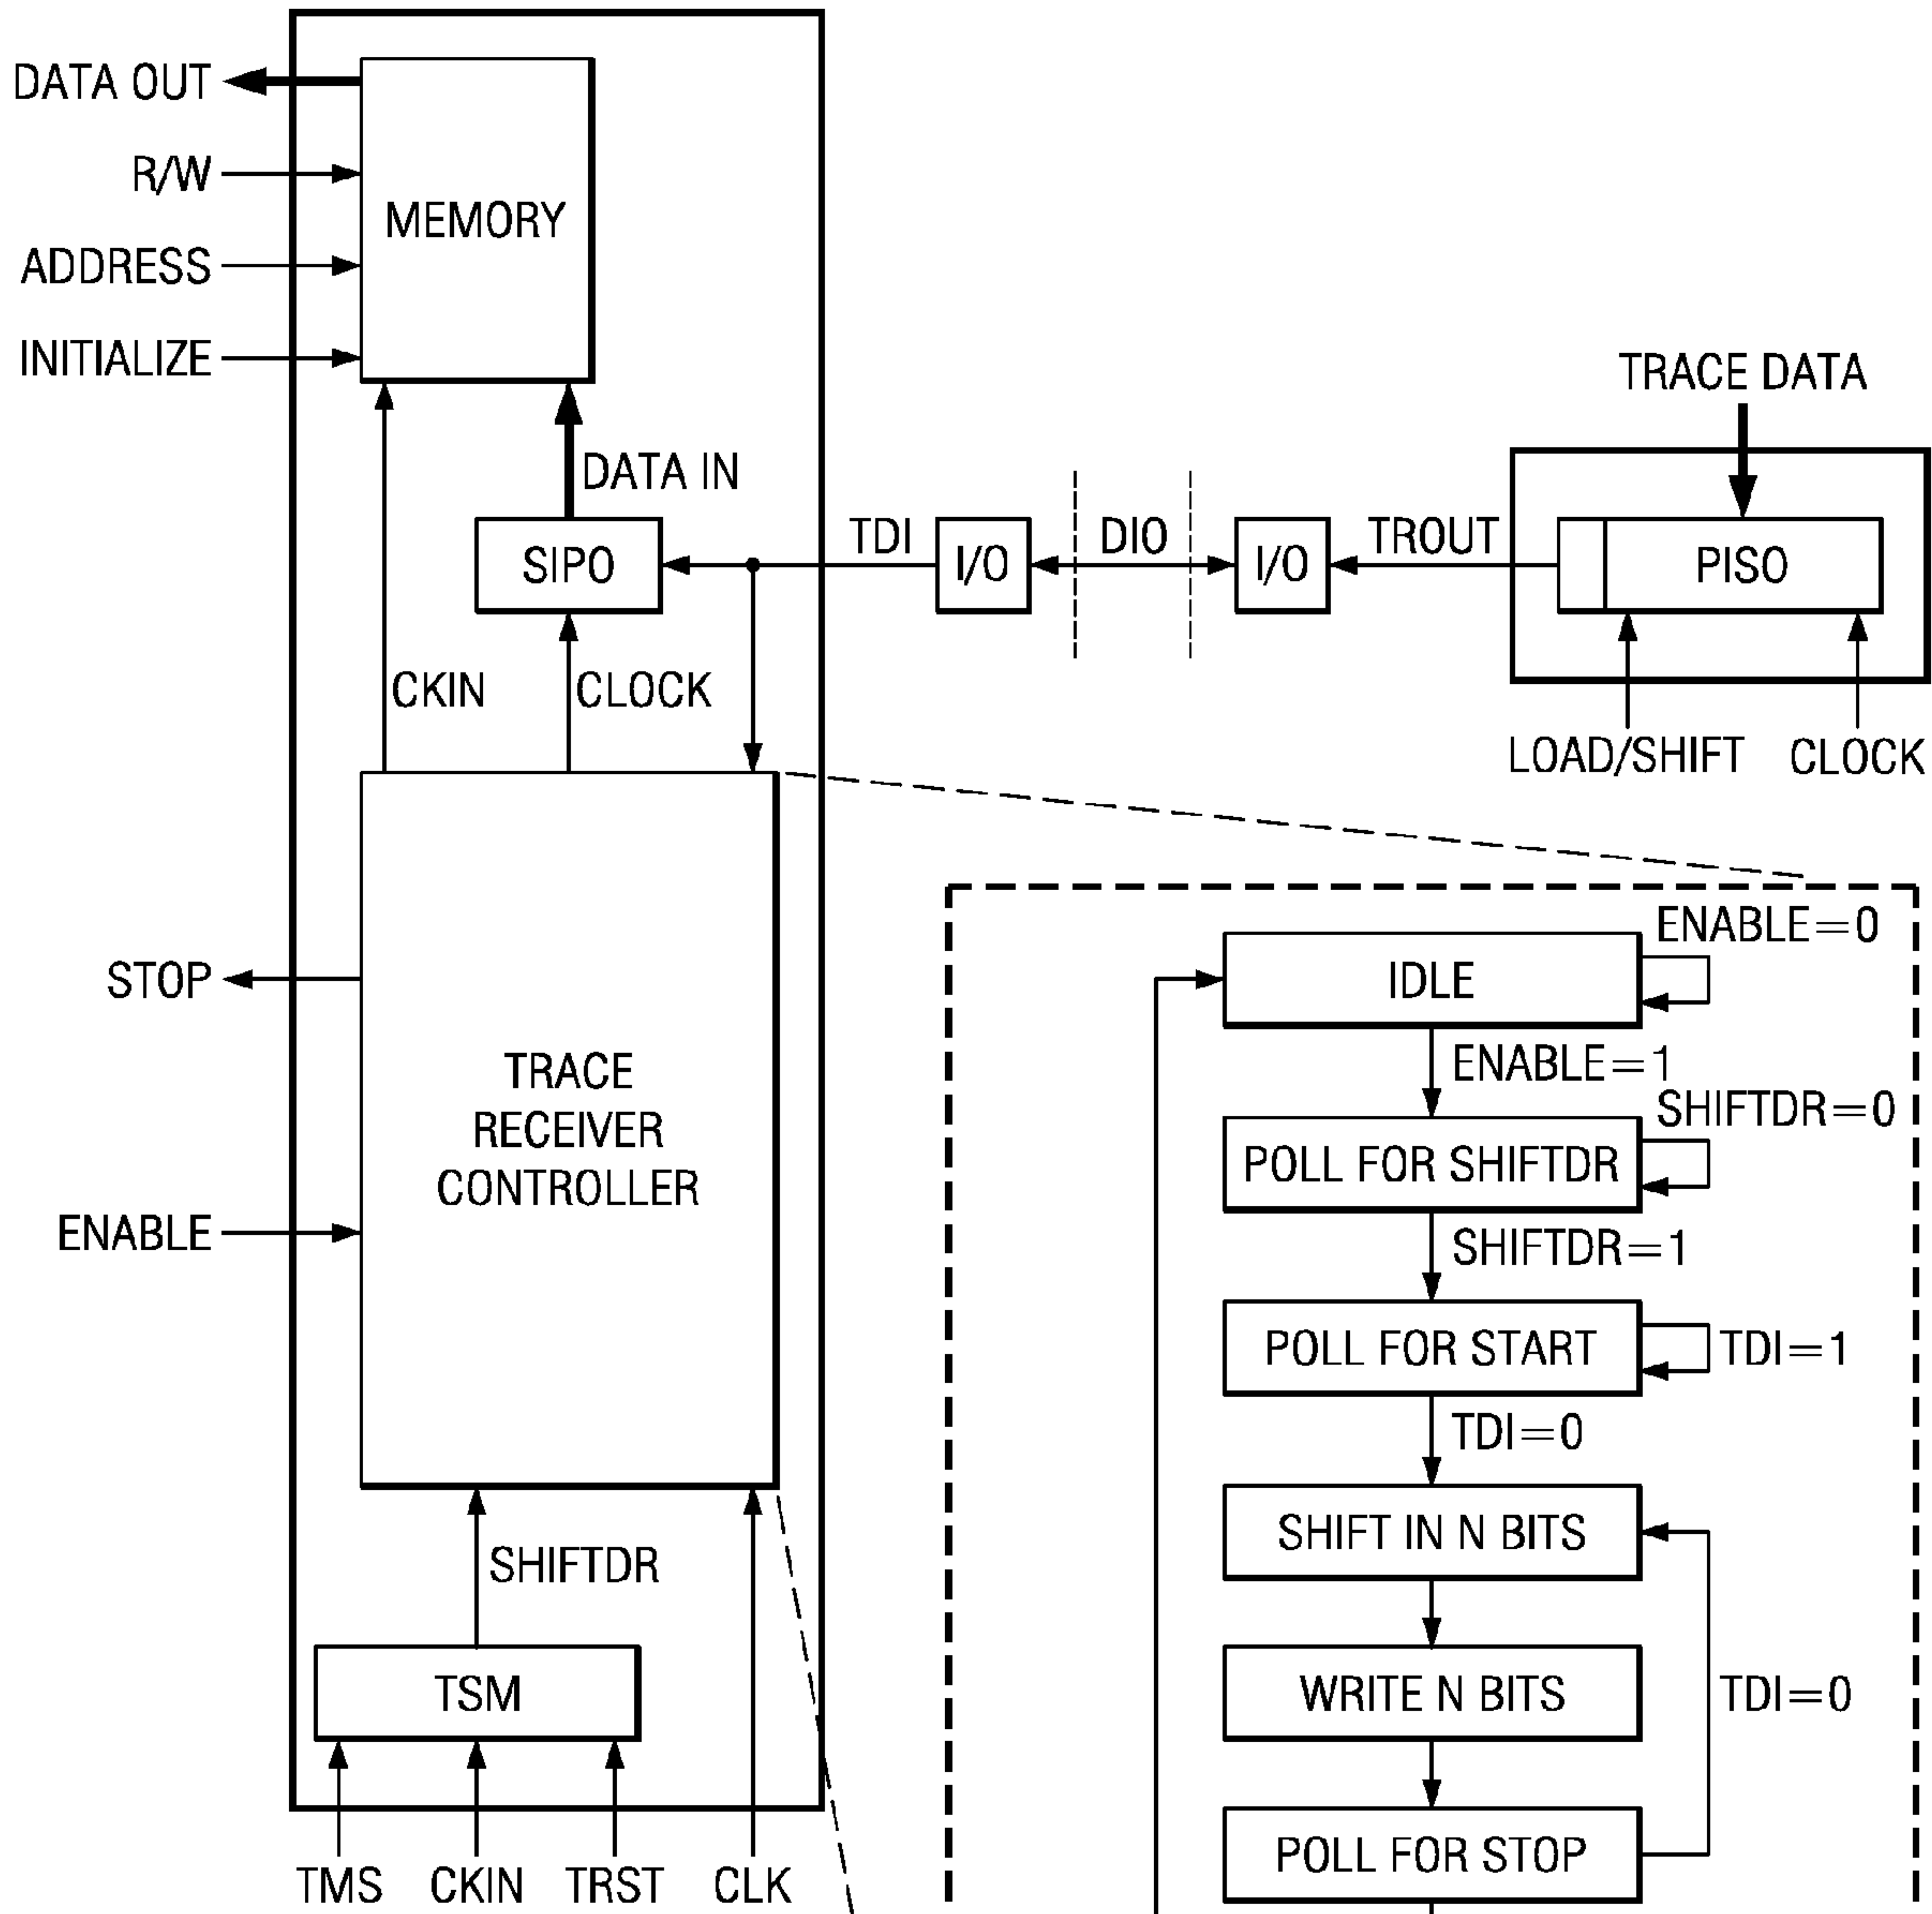 DATA OUT
R/W
ADDRESS
INITIALIZE
MEMORY
DATA IN
SIPO
CKIN
CLOCK
TDI
I/O
DIO
I/O
TROUT
TRACE DATA
PISO
LOAD/SHIFT
CLOCK
STOP
ENABLE
TRACE
RECEIVER
CONTROLLER
SHIFTDR
TSM
TMS
CKIN
TRST
CLK
ENABLE=0
IDLE
ENABLE=1
SHIFTDR=0
POLL FOR SHIFTDR
SHIFTDR=1
POLL FOR START
TDI=1
TDI=0
SHIFT IN N BITS
WRITE N BITS
TDI=0
POLL FOR STOP